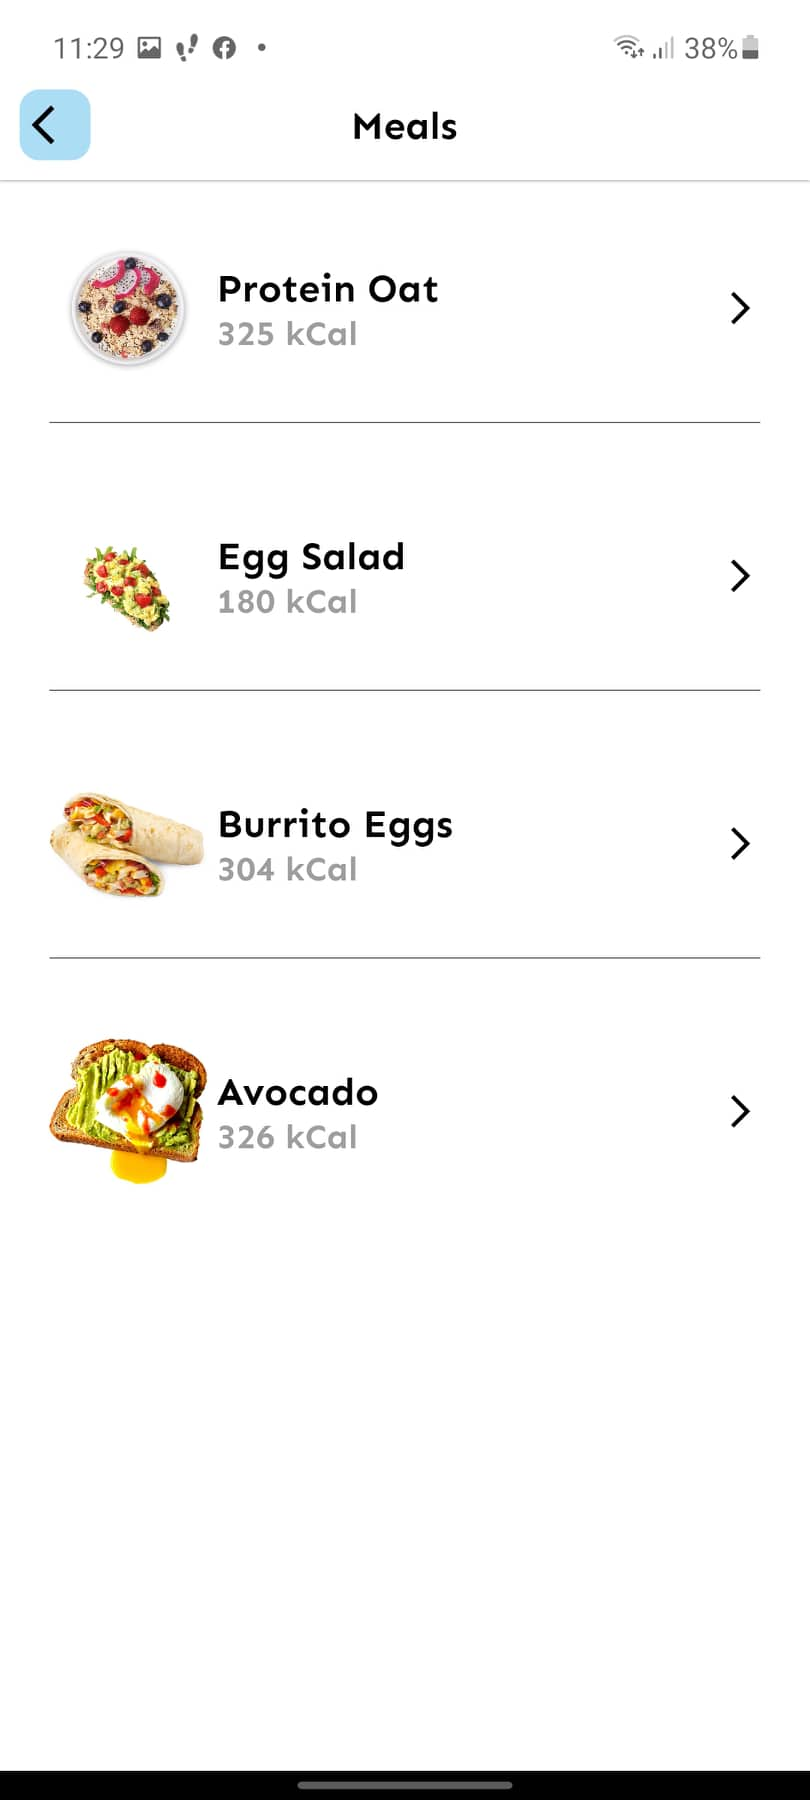 11:29
38%
Meals
Protein Oat
325 kCal
Egg Salad
180 kCal
Burrito Eggs
304 kCal
Avocado
326 kCal